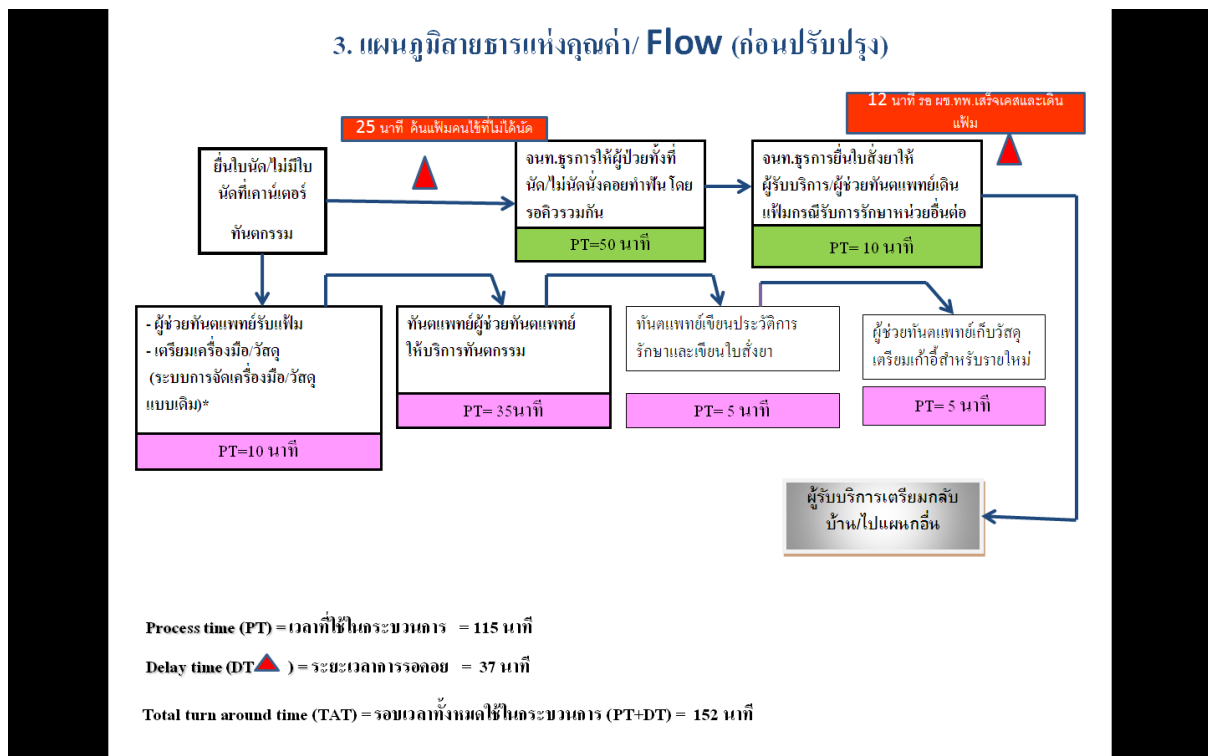 3. แผนภูมิสายธารแห่งคุณค่า/ Flow (ก่อนปรับปรุง)
25 นาที ค้นแฟ้มคนไข้ที่ไม่ได้นัด
12 นาที รอ ผช.ทพ.เสร็จเคสและเดิน
แฟ้ม
ยื่นใบนัด/ไม่มีใบ
นัดที่เคาน์เตอร์
ทันตกรรม
จนท.ธุรการให้ผู้ป่วยทั้งที่
นัด/ไม่นัดนั่งคอยทำฟัน โดย
รอคิวรวมกัน
PT=50 นาที
จนท.ธุรการยื่นใบสั่งยาให้
ผู้รับบริการ/ผู้ช่วยทันตแพทย์เดิน
แฟ้มกรณีรับการรักษาหน่วยอื่นต่อ
PT= 10 นาที
- ผู้ช่วยทันตแพทย์รับแฟ้ม
- เตรียมเครื่องมือ/วัสดุ
(ระบบการจัดเครื่องมือ/วัสดุ
แบบเดิม)*
PT=10 นาที
ทันตแพทย์ผู้ช่วยทันตแพทย์
ให้บริการทันตกรรม
PT= 35นาที
ทันตแพทย์เขียนประวัติการ
รักษาและเขียนใบสั่งยา
PT= 5 นาที
ผู้ช่วยทันตแพทย์เก็บวัสดุ
เตรียมเก้าอี้สำหรับรายใหม่
PT= 5 นาที
ผู้รับบริการเตรียมกลับ
บ้าน/ไปแผนกอื่น
Process time (PT) = เวลาที่ใช้ในกระบวนการ = 115 นาที
Delay time (DT ) = ระยะเวลาการรอคอย = 37 นาที
Total turn around time (TAT) = รอบเวลาทั้งหมดใช้ในกระบวนการ (PT+DT) = 152 นาที